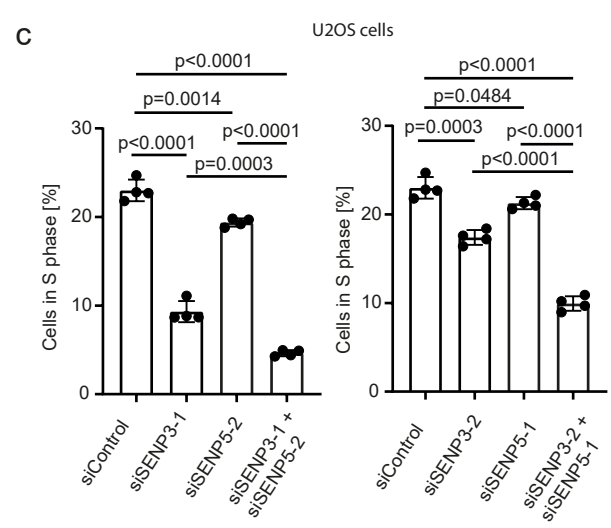 C
U2OS cells
p<0.0001
p=0.0014
p<0.0001
p<0.0001
p=0.0003
30
20
10
0
Cells in S phase [%]
siControl
siSENP3-1
siSENP5-2
siSENP3-1 +
siSENP5-2
p<0.0001
p=0.0484
p=0.0003
p<0.0001
p<0.0001
30
20
10
0
Cells in S phase [%]
siControl
siSENP3-2
siSENP5-1
siSENP3-2 +
siSENP5-1